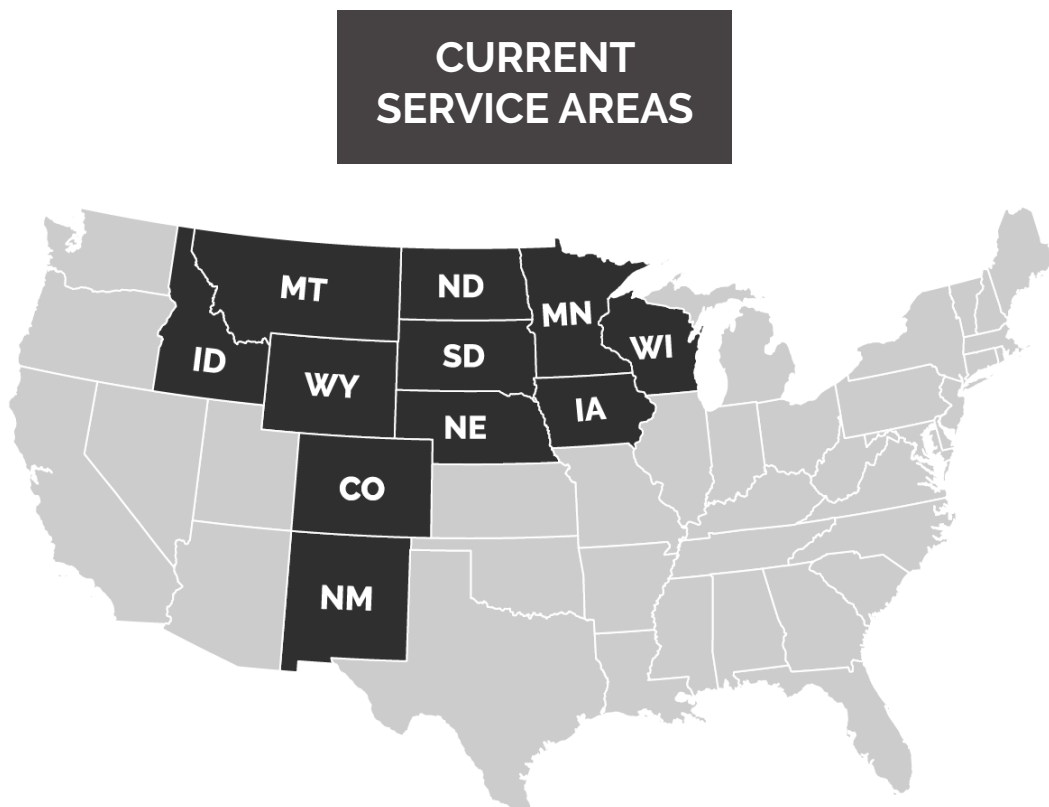 CURRENT
SERVICE AREAS
MT
ND
MN
ID
WY
SD
WI
NE
IA
CO
NM